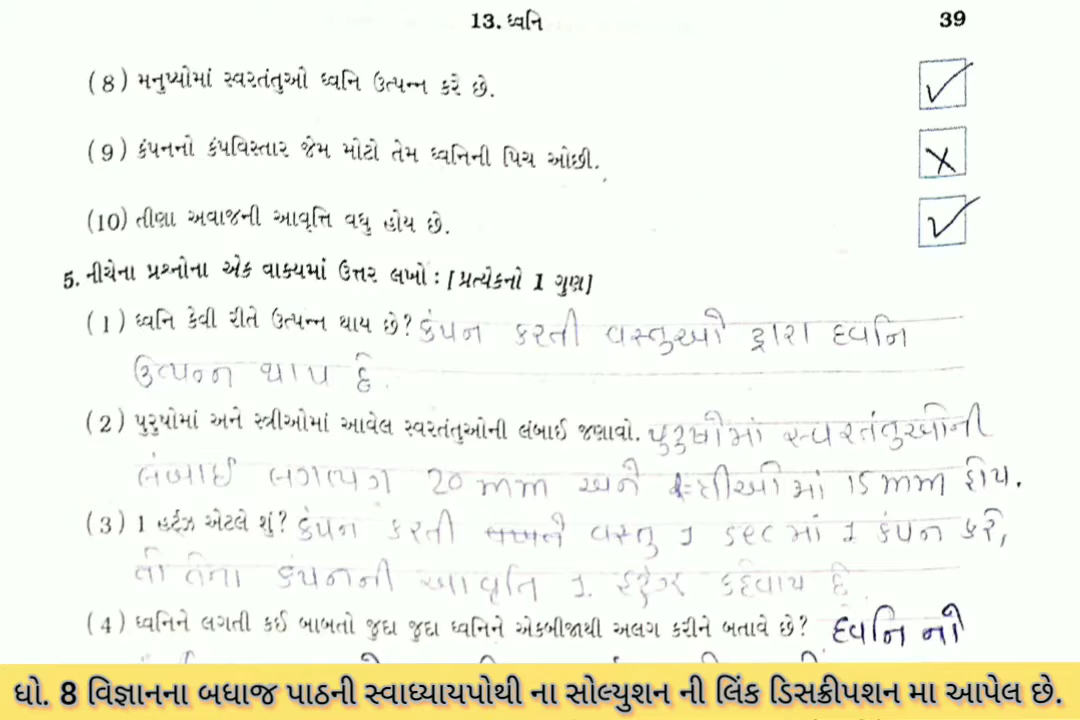 13. ધ્વનિ 39
(8) મનુષ્યોમાં સ્વરતંતુઓ ધ્વનિ ઉત્પન્ન કરે છે. ✓
(9) કંપનનો કંપવિસ્તાર જેમ મોટો તેમ ધ્વનિની પિચ ઓછી. ✗
(10) તીણા અવાજની આવૃત્તિ વધુ હોય છે. ✓
5. નીચેના પ્રશ્નોના એક વાક્યમાં ઉત્તર લખો : [પ્રત્યેકનો 1 ગુણ]
(1) ધ્વનિ કેવી રીતે ઉત્પન્ન થાય છે? કંપન કરતી વસ્તુઓ દ્વારા ધ્વનિ
ઉત્પન્ન થાય છે.
(2) પુરુષોમાં અને સ્ત્રીઓમાં આવેલ સ્વરતંતુઓની લંબાઈ જણાવો. પુરુષોમાં સ્વરતંતુઓની
લંબાઈ લગભગ 20 mm અને સ્ત્રીઓમાં 15 mm હોય.
(3) 1 હર્ટ્ઝ એટલે શું? કંપન કરતી વસ્તુ 1 sec માં 1 કંપન કરે,
તો તેના કંપનની આવૃતિ 1 હર્ટ્ઝ કહેવાય છે.
(4) ધ્વનિને લગતી કઈ બાબતો જુદા જુદા ધ્વનિને એકબીજાથી અલગ કરીને બતાવે છે? ધ્વનિ નો
ધો. 8 વિજ્ઞાનના બધાજ પાઠની સ્વાધ્યાયપોથી ના સોલ્યુશન ની લિંક ડિસક્રીપશન મા આપેલ છે.